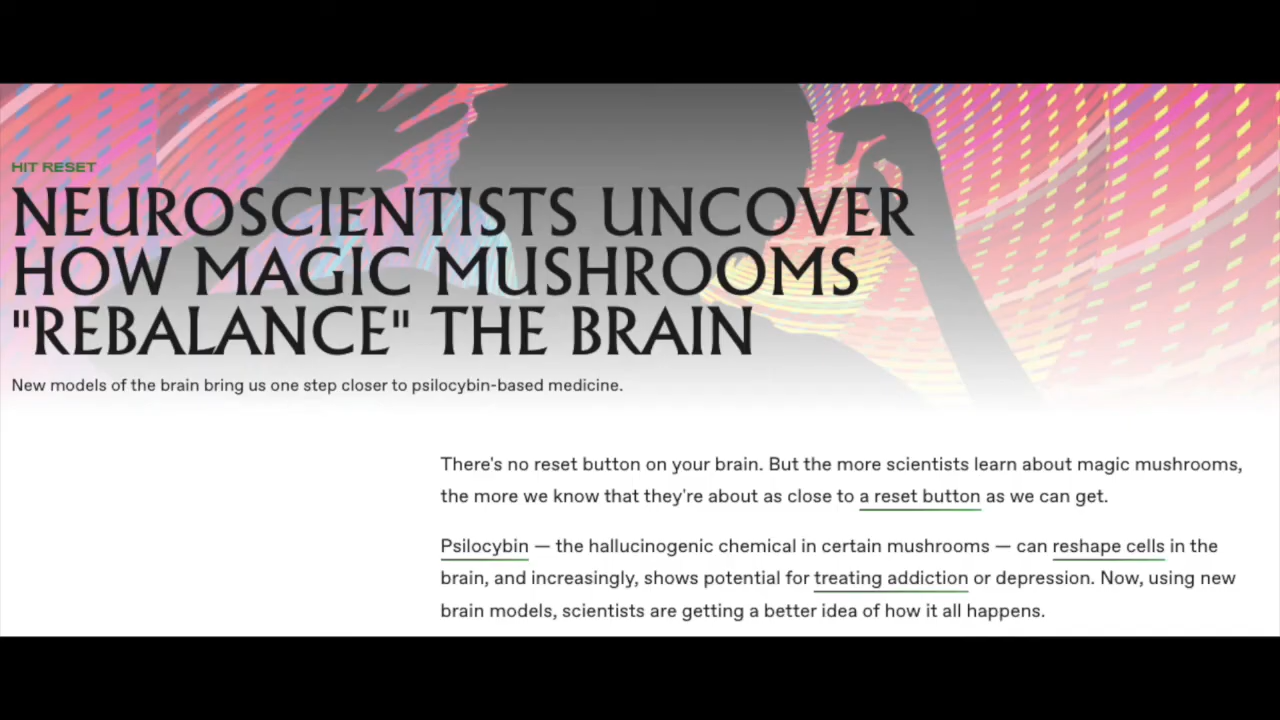 HIT RESET
NEUROSCIENTISTS UNCOVER
HOW MAGIC MUSHROOMS
"REBALANCE" THE BRAIN
New models of the brain bring us one step closer to psilocybin-based medicine.
There's no reset button on your brain. But the more scientists learn about magic mushrooms,
the more we know that they're about as close to a reset button as we can get.
Psilocybin — the hallucinogenic chemical in certain mushrooms — can reshape cells in the
brain, and increasingly, shows potential for treating addiction or depression. Now, using new
brain models, scientists are getting a better idea of how it all happens.